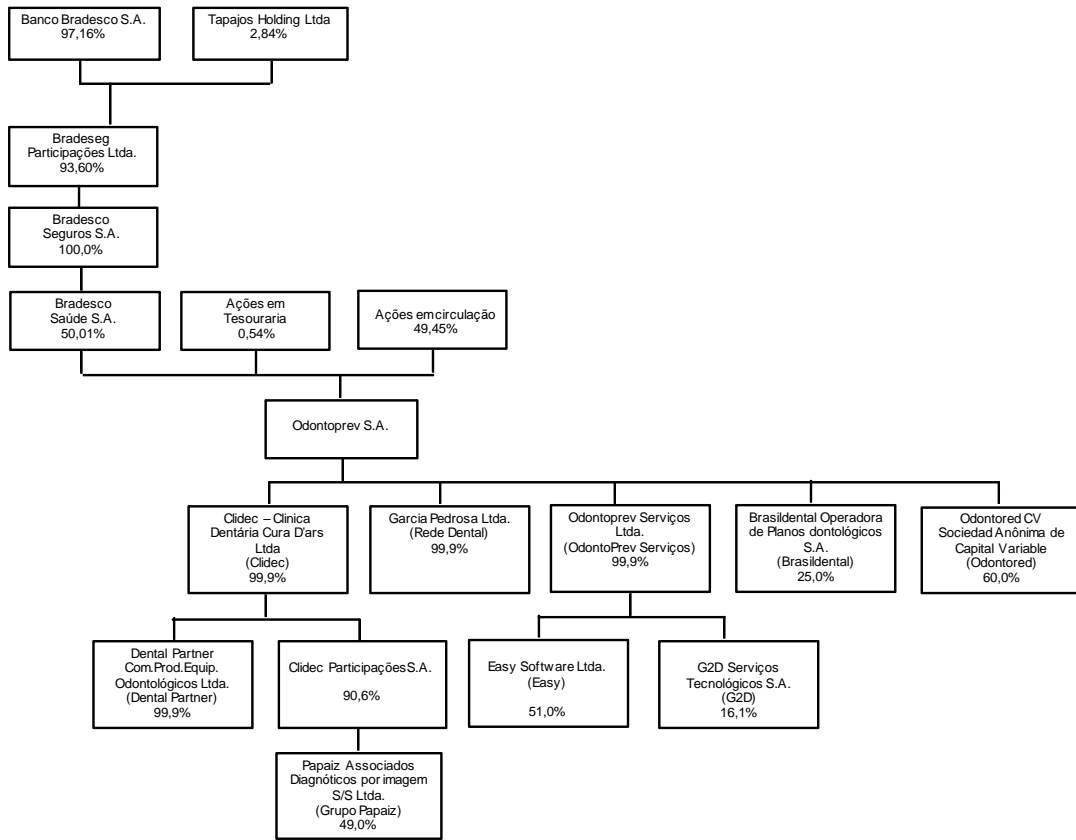 Banco Bradesco S.A.
97,16%
Tapajos Holding Ltda
2,84%
Bradeseg
Participações Ltda.
93,60%
Bradesco
Seguros S.A.
100,0%
Bradesco
Saúde S.A.
50,01%
Ações em
Tesouraria
0,54%
Ações em circulação
49,45%
Odontoprev S.A.
Clidec – Clinica
Dentária Cura D'ars
Ltda
(Clidec)
99,9%
Garcia Pedrosa Ltda.
(Rede Dental)
99,9%
Odontoprev Serviços
Ltda.
(OdontoPrev Serviços)
99,9%
Brasildental Operadora
de Planos dontológicos
S.A.
(Brasildental)
25,0%
Odontored CV
Sociedad Anônima de
Capital Variable
(Odontored)
60,0%
Dental Partner
Com.Prod.Equip.
Odontológicos Ltda.
(Dental Partner)
99,9%
Clidec Participações S.A.
90,6%
Easy Software Ltda.
(Easy)
51,0%
G2D Serviços
Tecnológicos S.A.
(G2D)
16,1%
Papaiz Associados
Diagnóticos por imagem
S/S Ltda.
(Grupo Papaiz)
49,0%